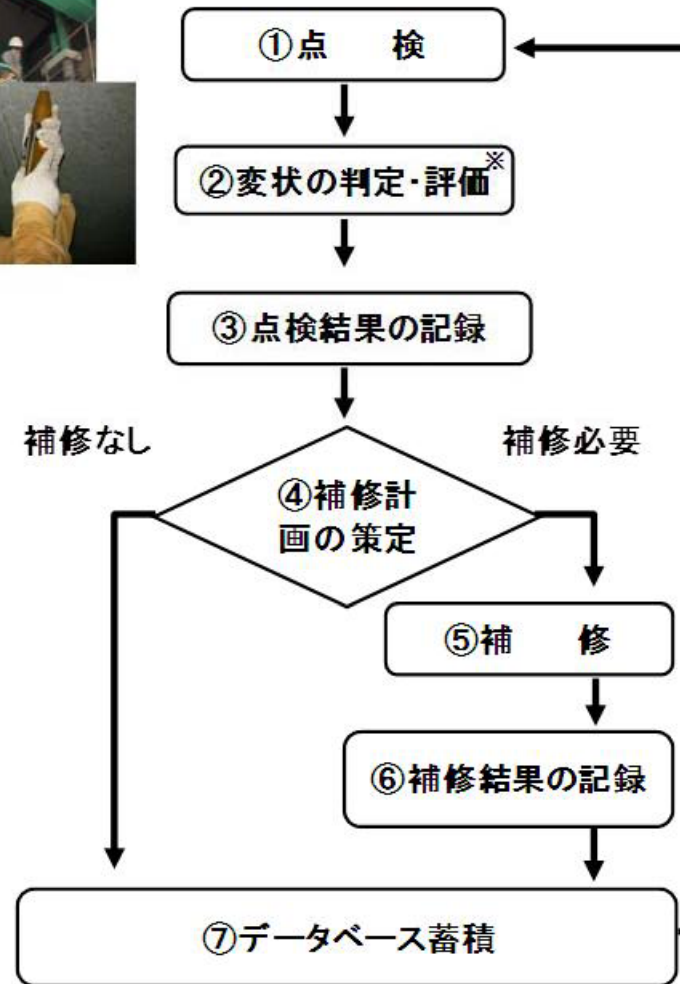 ①点　検
②変状の判定・評価※
③点検結果の記録
補修なし
補修必要
④補修計
画の策定
⑤補　修
⑥補修結果の記録
⑦データベース蓄積